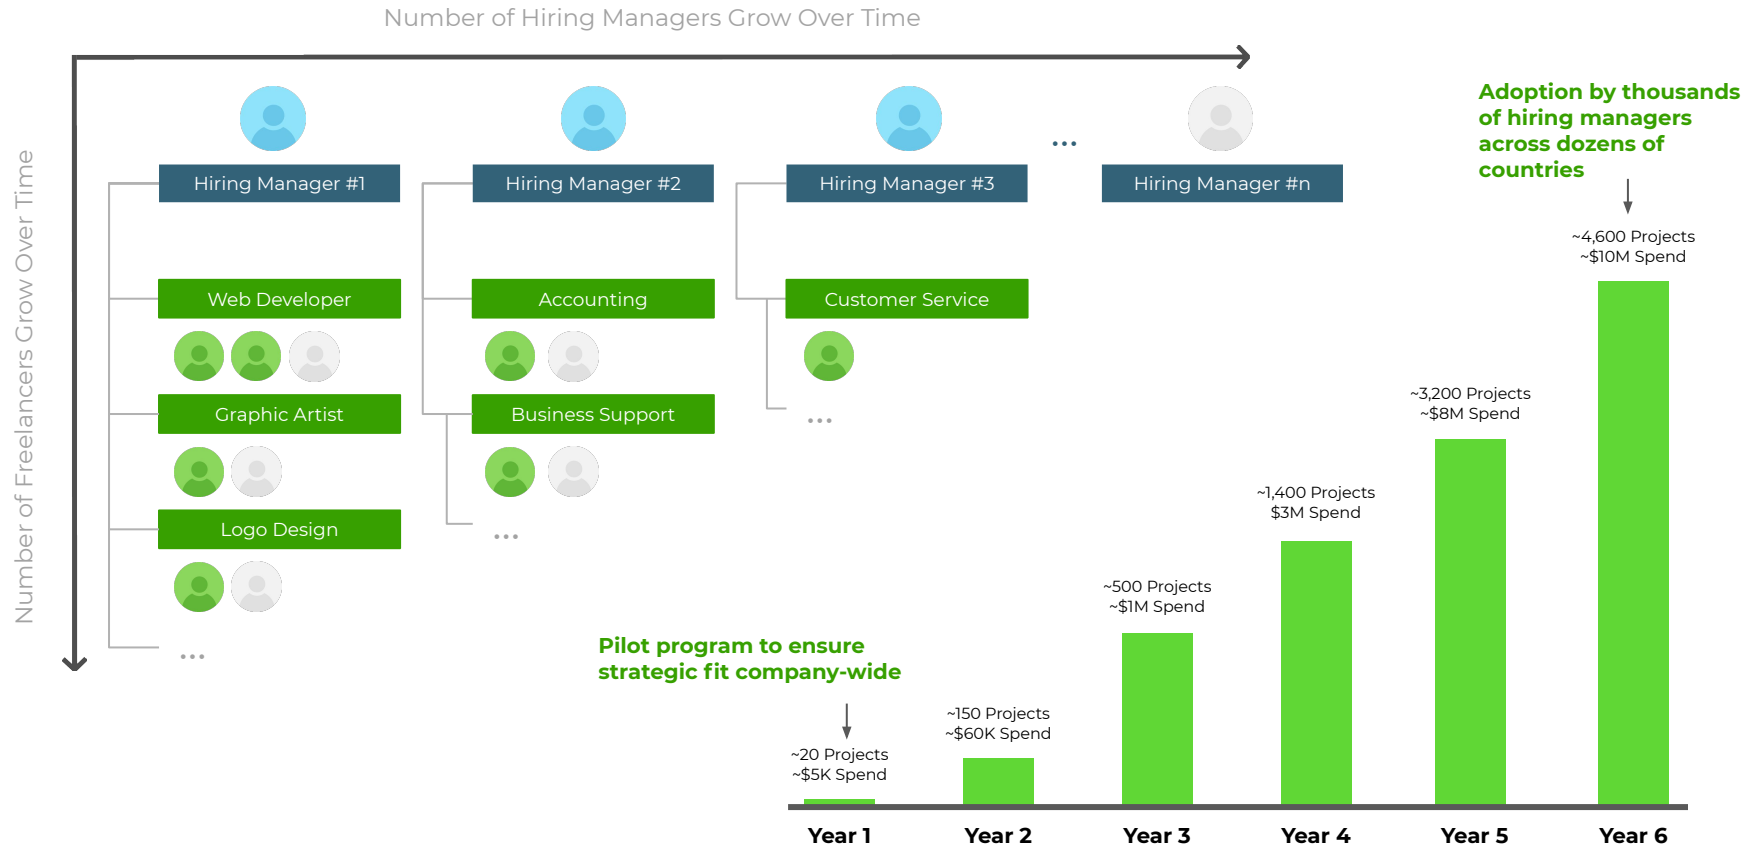 Number of Hiring Managers Grow Over Time
Number of Freelancers Grow Over Time
Hiring Manager #1
Hiring Manager #2
Hiring Manager #3
...
Hiring Manager #n
Web Developer
Accounting
Customer Service
Graphic Artist
Business Support
...
Logo Design
...
...
Adoption by thousands
of hiring managers
across dozens of
countries
Pilot program to ensure
strategic fit company-wide
~20 Projects
~$5K Spend
~150 Projects
~$60K Spend
~500 Projects
~$1M Spend
~1,400 Projects
$3M Spend
~3,200 Projects
~$8M Spend
~4,600 Projects
~$10M Spend
Year 1
Year 2
Year 3
Year 4
Year 5
Year 6